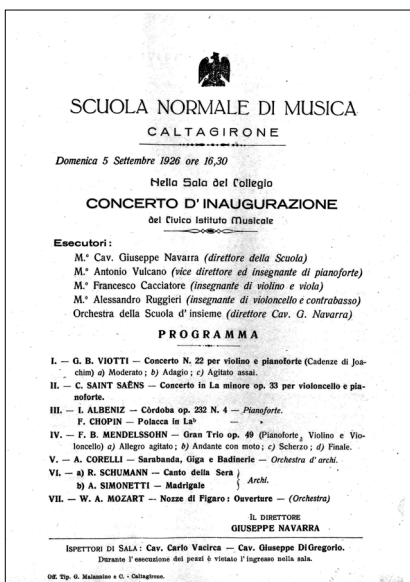 SCUOLA NORMALE DI MUSICA
CALTAGIRONE
Domenica 5 Settembre 1926 ore 16,30
Nella Sala del Collegio
CONCERTO D'INAUGURAZIONE
del Civico Istituto Musicale
Esecutori:
M.° Cav. Giuseppe Navarra (direttore della Scuola)
M.° Antonio Vulcano (vice direttore ed insegnante di pianoforte)
M.° Francesco Cacciatore (insegnante di violino e viola)
M.° Alessandro Ruggieri (insegnante di violoncello e contrabasso)
Orchestra della Scuola d'insieme (direttore Cav. G. Navarra)
PROGRAMMA
I. — G. B. VIOTTI — Concerto N. 22 per violino e pianoforte (Cadenze di Joa-
chim) a) Moderato; b) Adagio; c) Agitato assai.
II. — C. SAINT SAËNS — Concerto in La minore op. 33 per violoncello e pia-
noforte.
III. — I. ALBENIZ — Còrdoba op. 232 N. 4 — Pianoforte.
F. CHOPIN — Polacca in Lab — »
IV. — F. B. MENDELSSOHN — Gran Trio op. 49 (Pianoforte, Violino e Vio-
loncello) a) Allegro agitato; b) Andante con moto; c) Scherzo; d) Finale.
V. — A. CORELLI — Sarabanda, Giga e Badinerie — Orchestra d'archi.
VI. — a) R. SCHUMANN — Canto della Sera
b) A. SIMONETTI — Madrigale } Archi.
VII. — W. A. MOZART — Nozze di Figaro: Ouverture — (Orchestra)
IL DIRETTORE
GIUSEPPE NAVARRA
ISPETTORI DI SALA: Cav. Carlo Vacirca — Cav. Giuseppe Di Gregorio.
Durante l'esecuzione dei pezzi è vietato l'ingresso nella sala.
Off. Tip. G. Malannino e C. - Caltagirone.